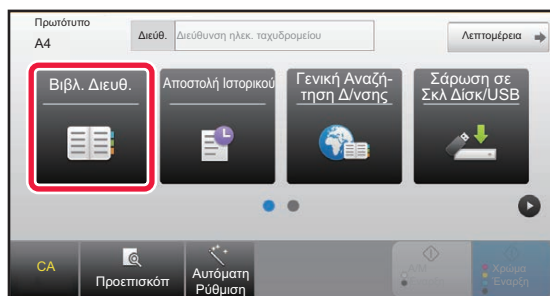 Πρωτότυπο
A4
Διεύθ.
Διεύθυνση ηλεκ. ταχυδρομείου
Λεπτομέρεια
Βιβλ. Διευθ.
Αποστολή Ιστορικού
Γενική Αναζή-
τηση Δ/νσης
Σάρωση σε
Σκλ Δίσκ/USB
CA
Προεπισκόπ
Αυτόματη
Ρύθμιση
Χρώμα
Έναρξη